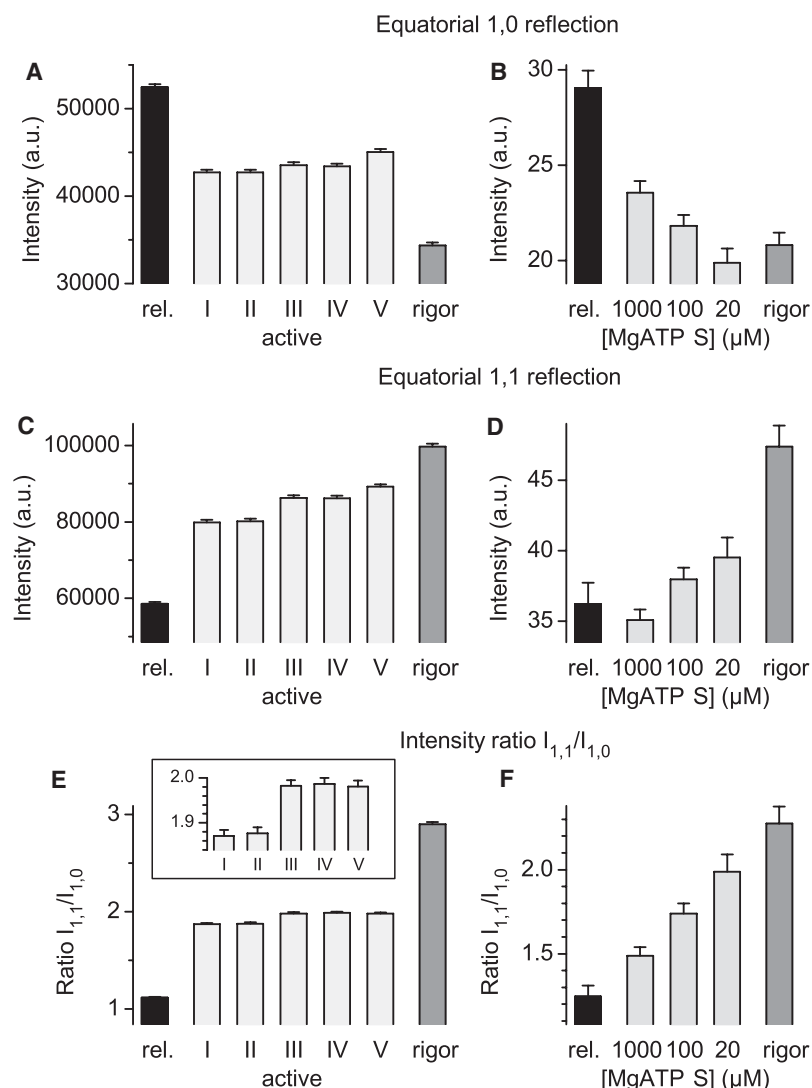 Equatorial 1,0 reflection
A
Intensity (a.u.)
50000
40000
30000
rel. I II III IV V rigor
active
B
Intensity (a.u.)
30
25
20
rel. 1000 100 20 rigor
[MgATP S] (µM)
Equatorial 1,1 reflection
C
Intensity (a.u.)
100000
80000
60000
rel. I II III IV V rigor
active
D
Intensity (a.u.)
45
40
35
rel. 1000 100 20 rigor
[MgATP S] (µM)
Intensity ratio I1,1/I1,0
E
Ratio I1,1/I1,0
3
2
1
2.0
1.9
I II III IV V
rel. I II III IV V rigor
active
F
Ratio I1,1/I1,0
2.0
1.5
rel. 1000 100 20 rigor
[MgATP S] (µM)